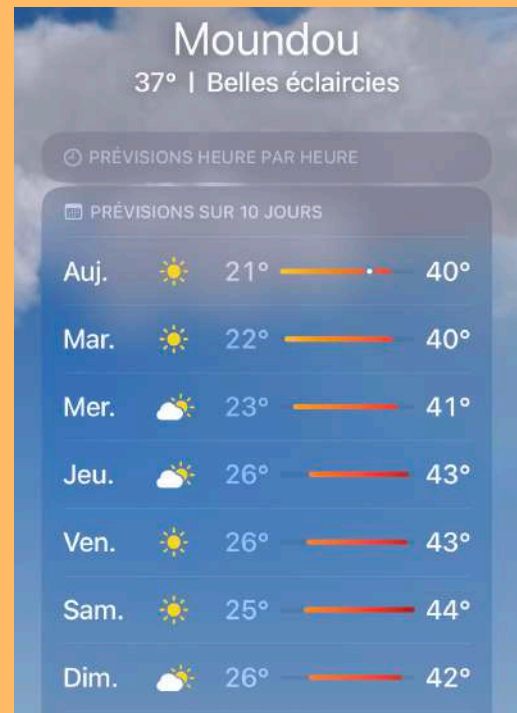 Moundou
37° | Belles éclaircies
PRÉVISIONS HEURE PAR HEURE
PRÉVISIONS SUR 10 JOURS
Auj. 21° 40°
Mar. 22° 40°
Mer. 23° 41°
Jeu. 26° 43°
Ven. 26° 43°
Sam. 25° 44°
Dim. 26° 42°